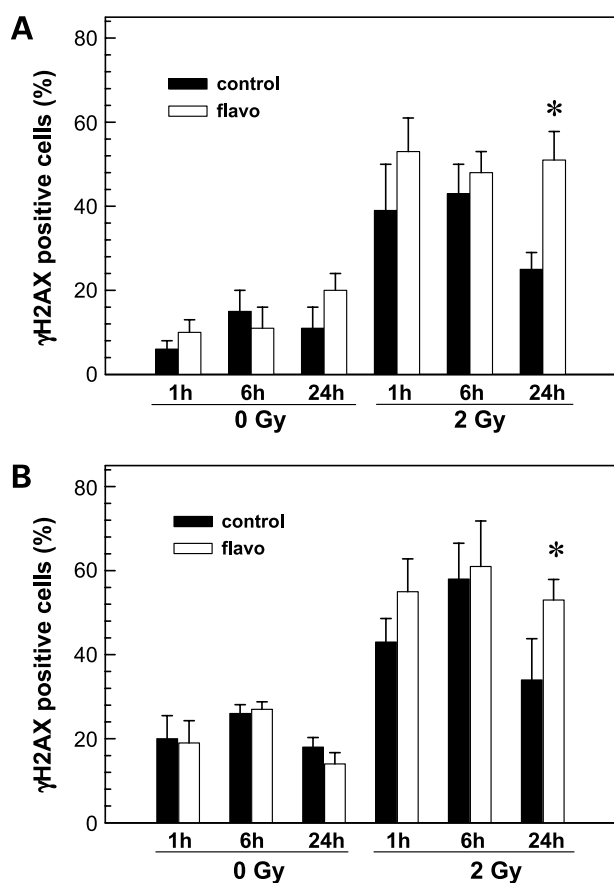 A
γH2AX positive cells (%)
80
60
40
20
0
control
flavo
*
1h 6h 24h 1h 6h 24h
0 Gy 2 Gy
B
γH2AX positive cells (%)
80
60
40
20
0
control
flavo
*
1h 6h 24h 1h 6h 24h
0 Gy 2 Gy